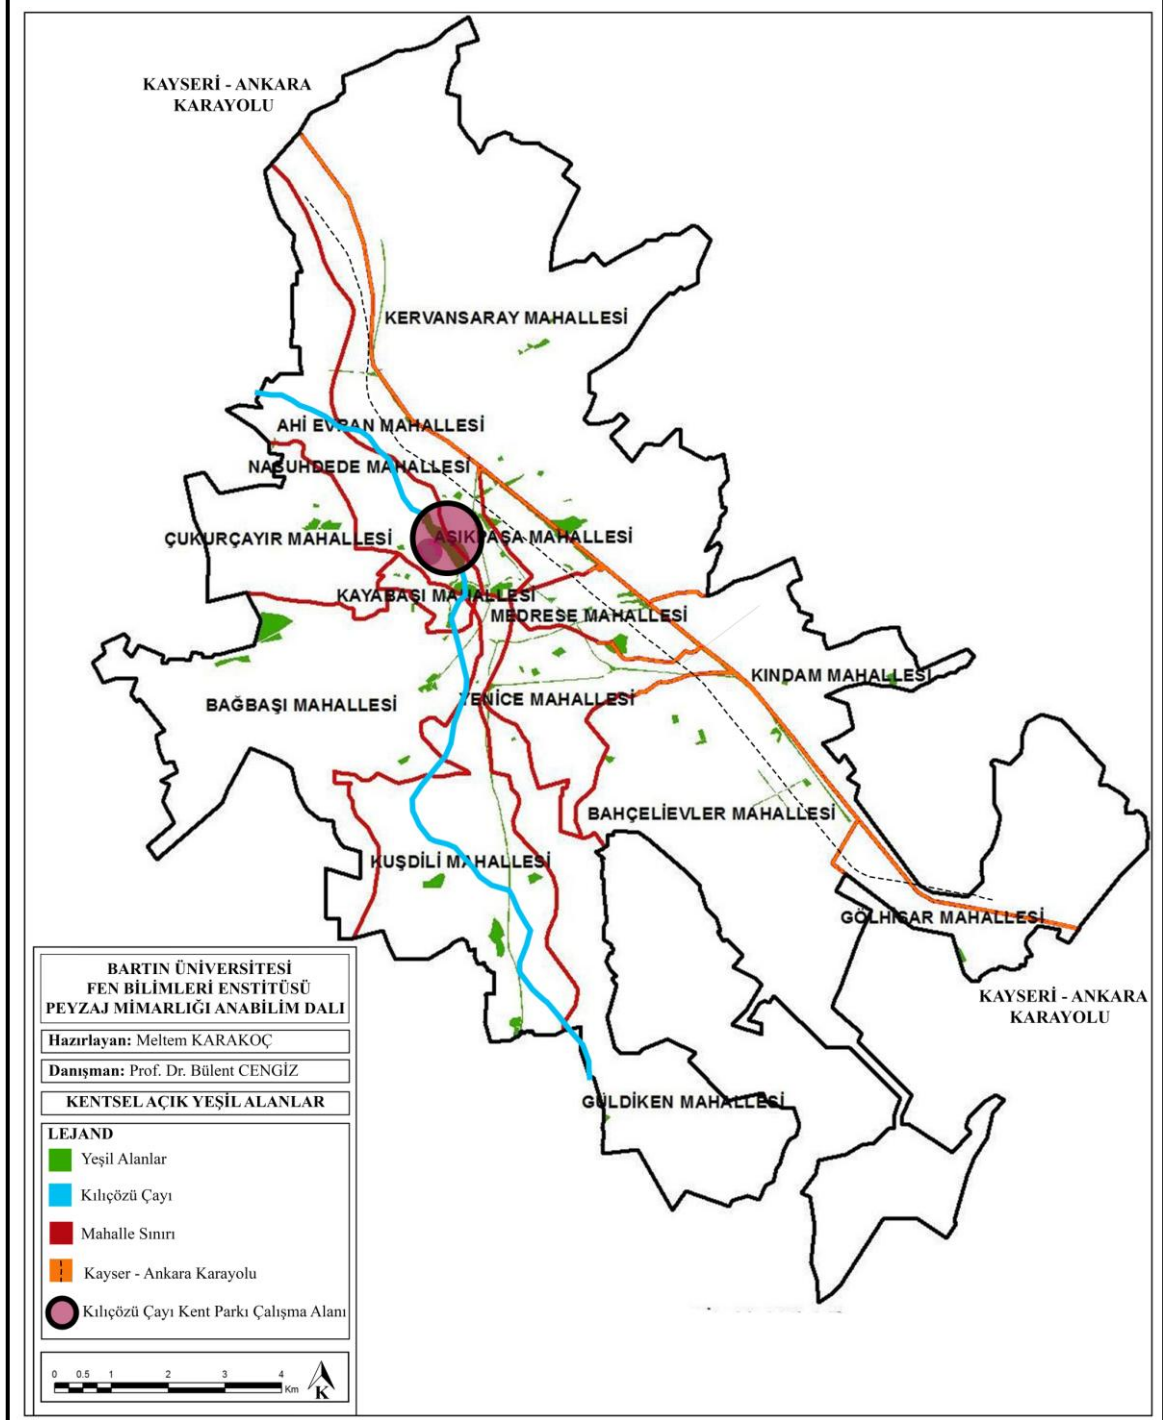 KAYSERİ - ANKARA
KARAYOLU
KERVANSARAY MAHALLESİ
AHİ EVRAN MAHALLESİ
NASUHDEDE MAHALLESİ
ÇUKURÇAYIR MAHALLESİ
AŞIKPAŞA MAHALLESİ
KAYABAŞI MAHALLESİ
MEDRESE MAHALLESİ
KINDAM MAHALLESİ
BAĞBAŞI MAHALLESİ
YENİCE MAHALLESİ
BAHÇELİEVLER MAHALLESİ
KUŞDİLİ MAHALLESİ
GÖLHİSAR MAHALLESİ
KAYSERİ - ANKARA
KARAYOLU
GÜLDİKEN MAHALLESİ
BARTIN ÜNİVERSİTESİ
FEN BİLİMLERİ ENSTİTÜSÜ
PEYZAJ MİMARLIĞI ANABİLİM DALI
Hazırlayan: Meltem KARAKOÇ
Danışman: Prof. Dr. Bülent CENGİZ
KENTSEL AÇIK YEŞİL ALANLAR
LEJAND
Yeşil Alanlar
Kılıçözü Çayı
Mahalle Sınırı
Kayser - Ankara Karayolu
Kılıçözü Çayı Kent Parkı Çalışma Alanı
0 0.5 1 2 3 4
Km
K